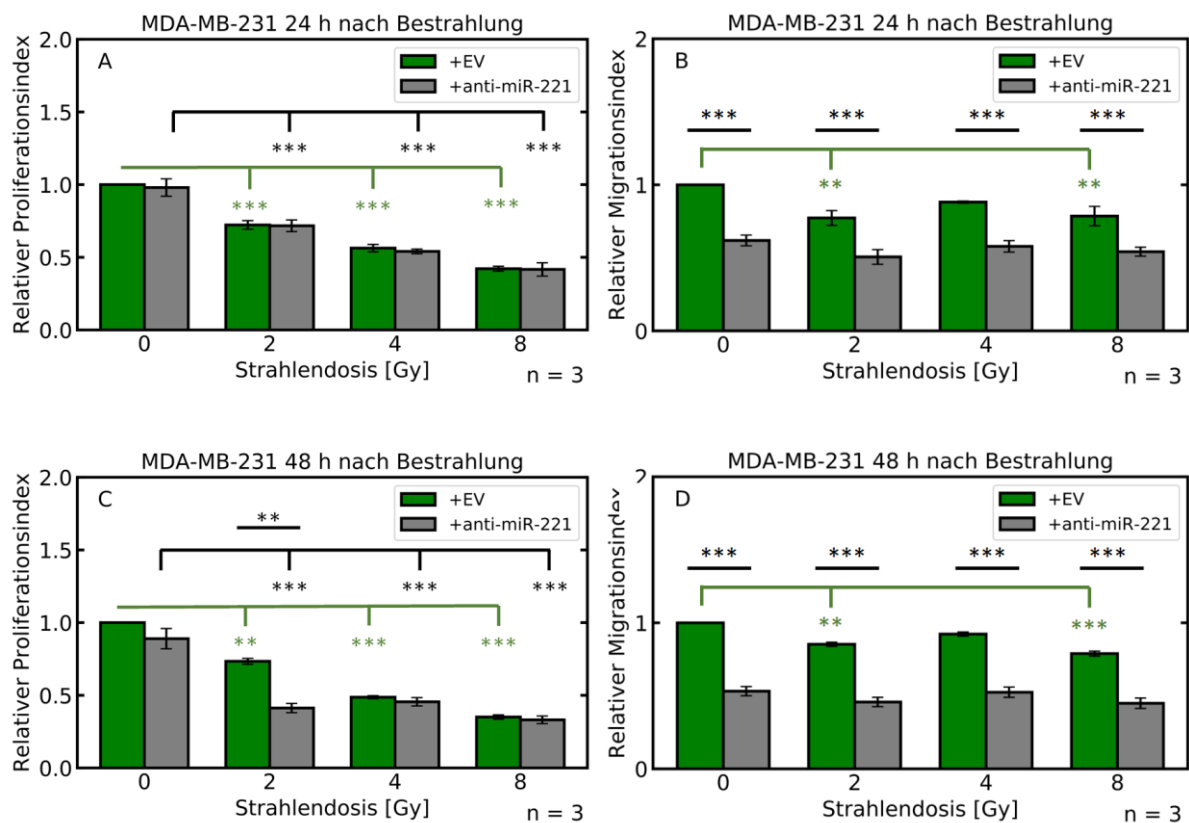 MDA-MB-231 24 h nach Bestrahlung
A
+EV
+anti-miR-221
***
***
***
***
***
***
2.0
1.5
1.0
0.5
0.0
Relativer Proliferationsindex
0 2 4 8
Strahlendosis [Gy]
n = 3
MDA-MB-231 24 h nach Bestrahlung
B
+EV
+anti-miR-221
***
***
***
***
**
**
2
1
0
Relativer Migrationsindex
0 2 4 8
Strahlendosis [Gy]
n = 3
MDA-MB-231 48 h nach Bestrahlung
C
+EV
+anti-miR-221
**
***
***
***
**
***
***
2.0
1.5
1.0
0.5
0.0
Relativer Proliferationsindex
0 2 4 8
Strahlendosis [Gy]
n = 3
MDA-MB-231 48 h nach Bestrahlung
D
+EV
+anti-miR-221
***
***
***
***
**
***
2
1
0
Relativer Migrationsindex
0 2 4 8
Strahlendosis [Gy]
n = 3